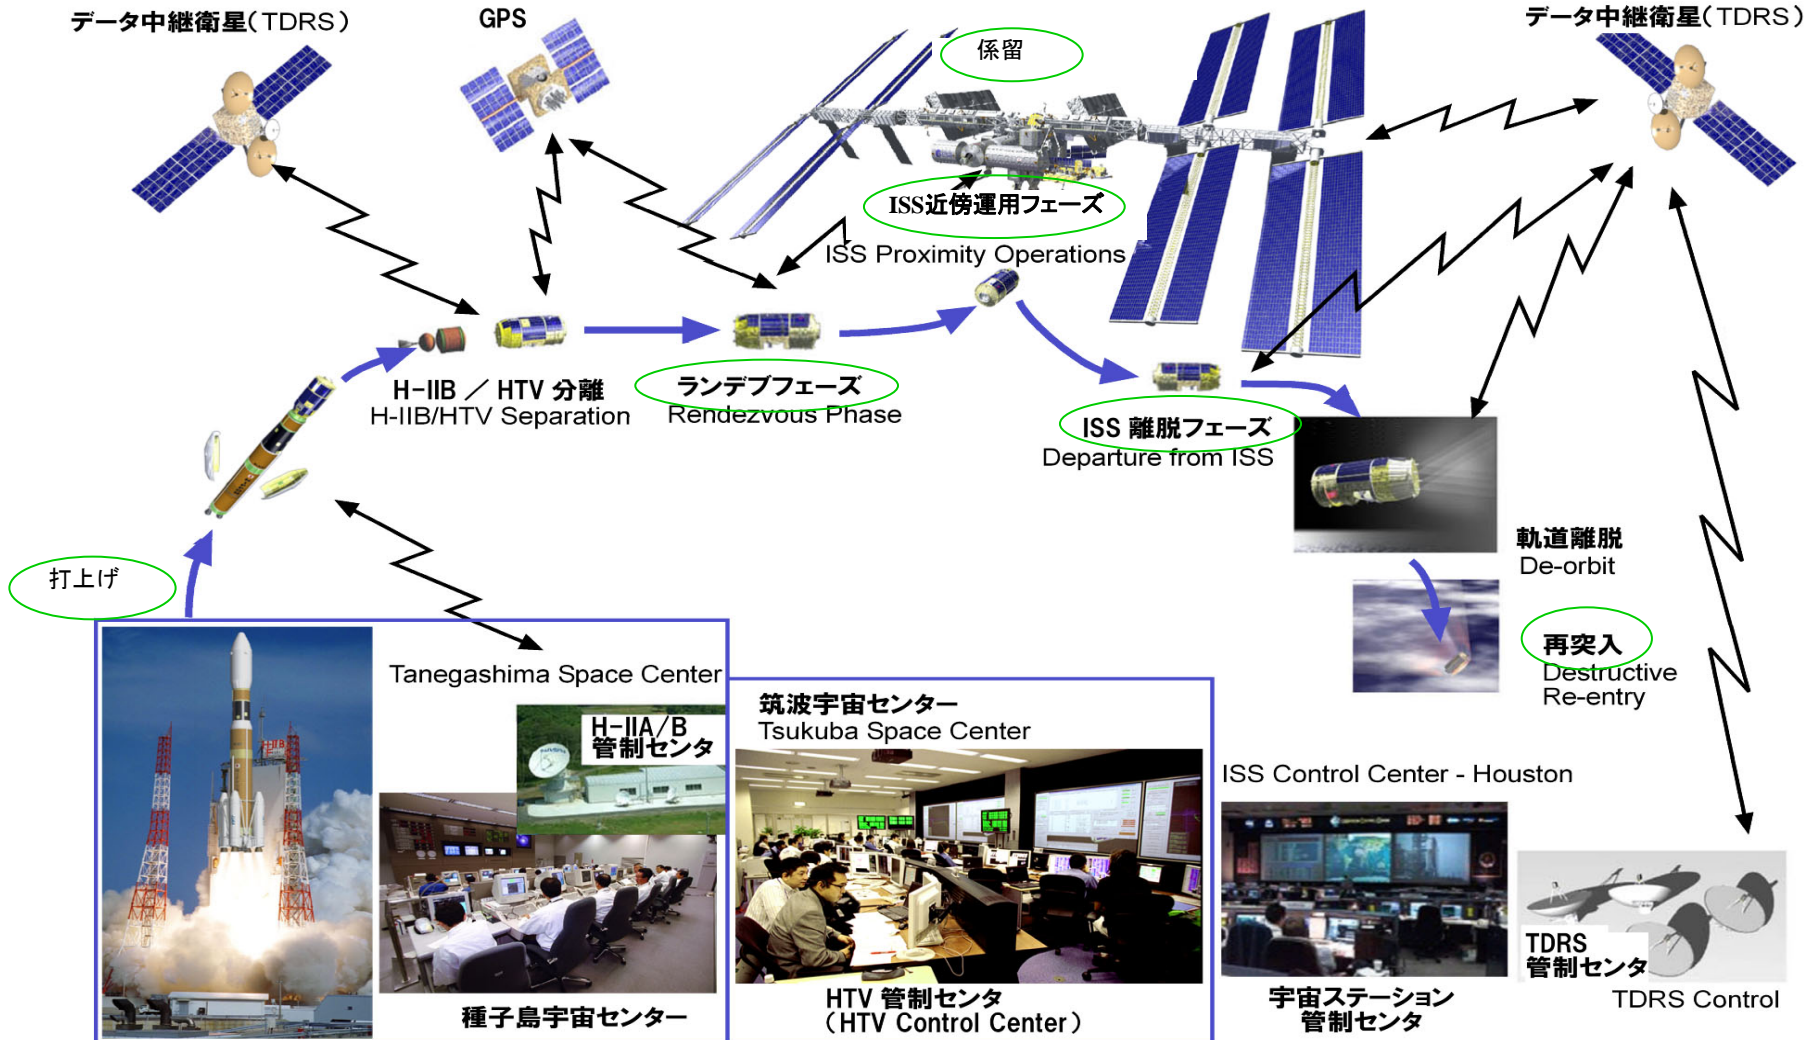 データ中継衛星(TDRS)
GPS
係留
データ中継衛星(TDRS)
ISS近傍運用フェーズ
ISS Proximity Operations
H-IIB ／ HTV 分離
H-IIB/HTV Separation
ランデブフェーズ
Rendezvous Phase
ISS 離脱フェーズ
Departure from ISS
軌道離脱
De-orbit
打上げ
再突入
Destructive
Re-entry
Tanegashima Space Center
H-IIA/B
管制センタ
種子島宇宙センター
筑波宇宙センター
Tsukuba Space Center
HTV 管制センタ
（HTV Control Center）
ISS Control Center - Houston
宇宙ステーション
管制センタ
TDRS
管制センタ
TDRS Control